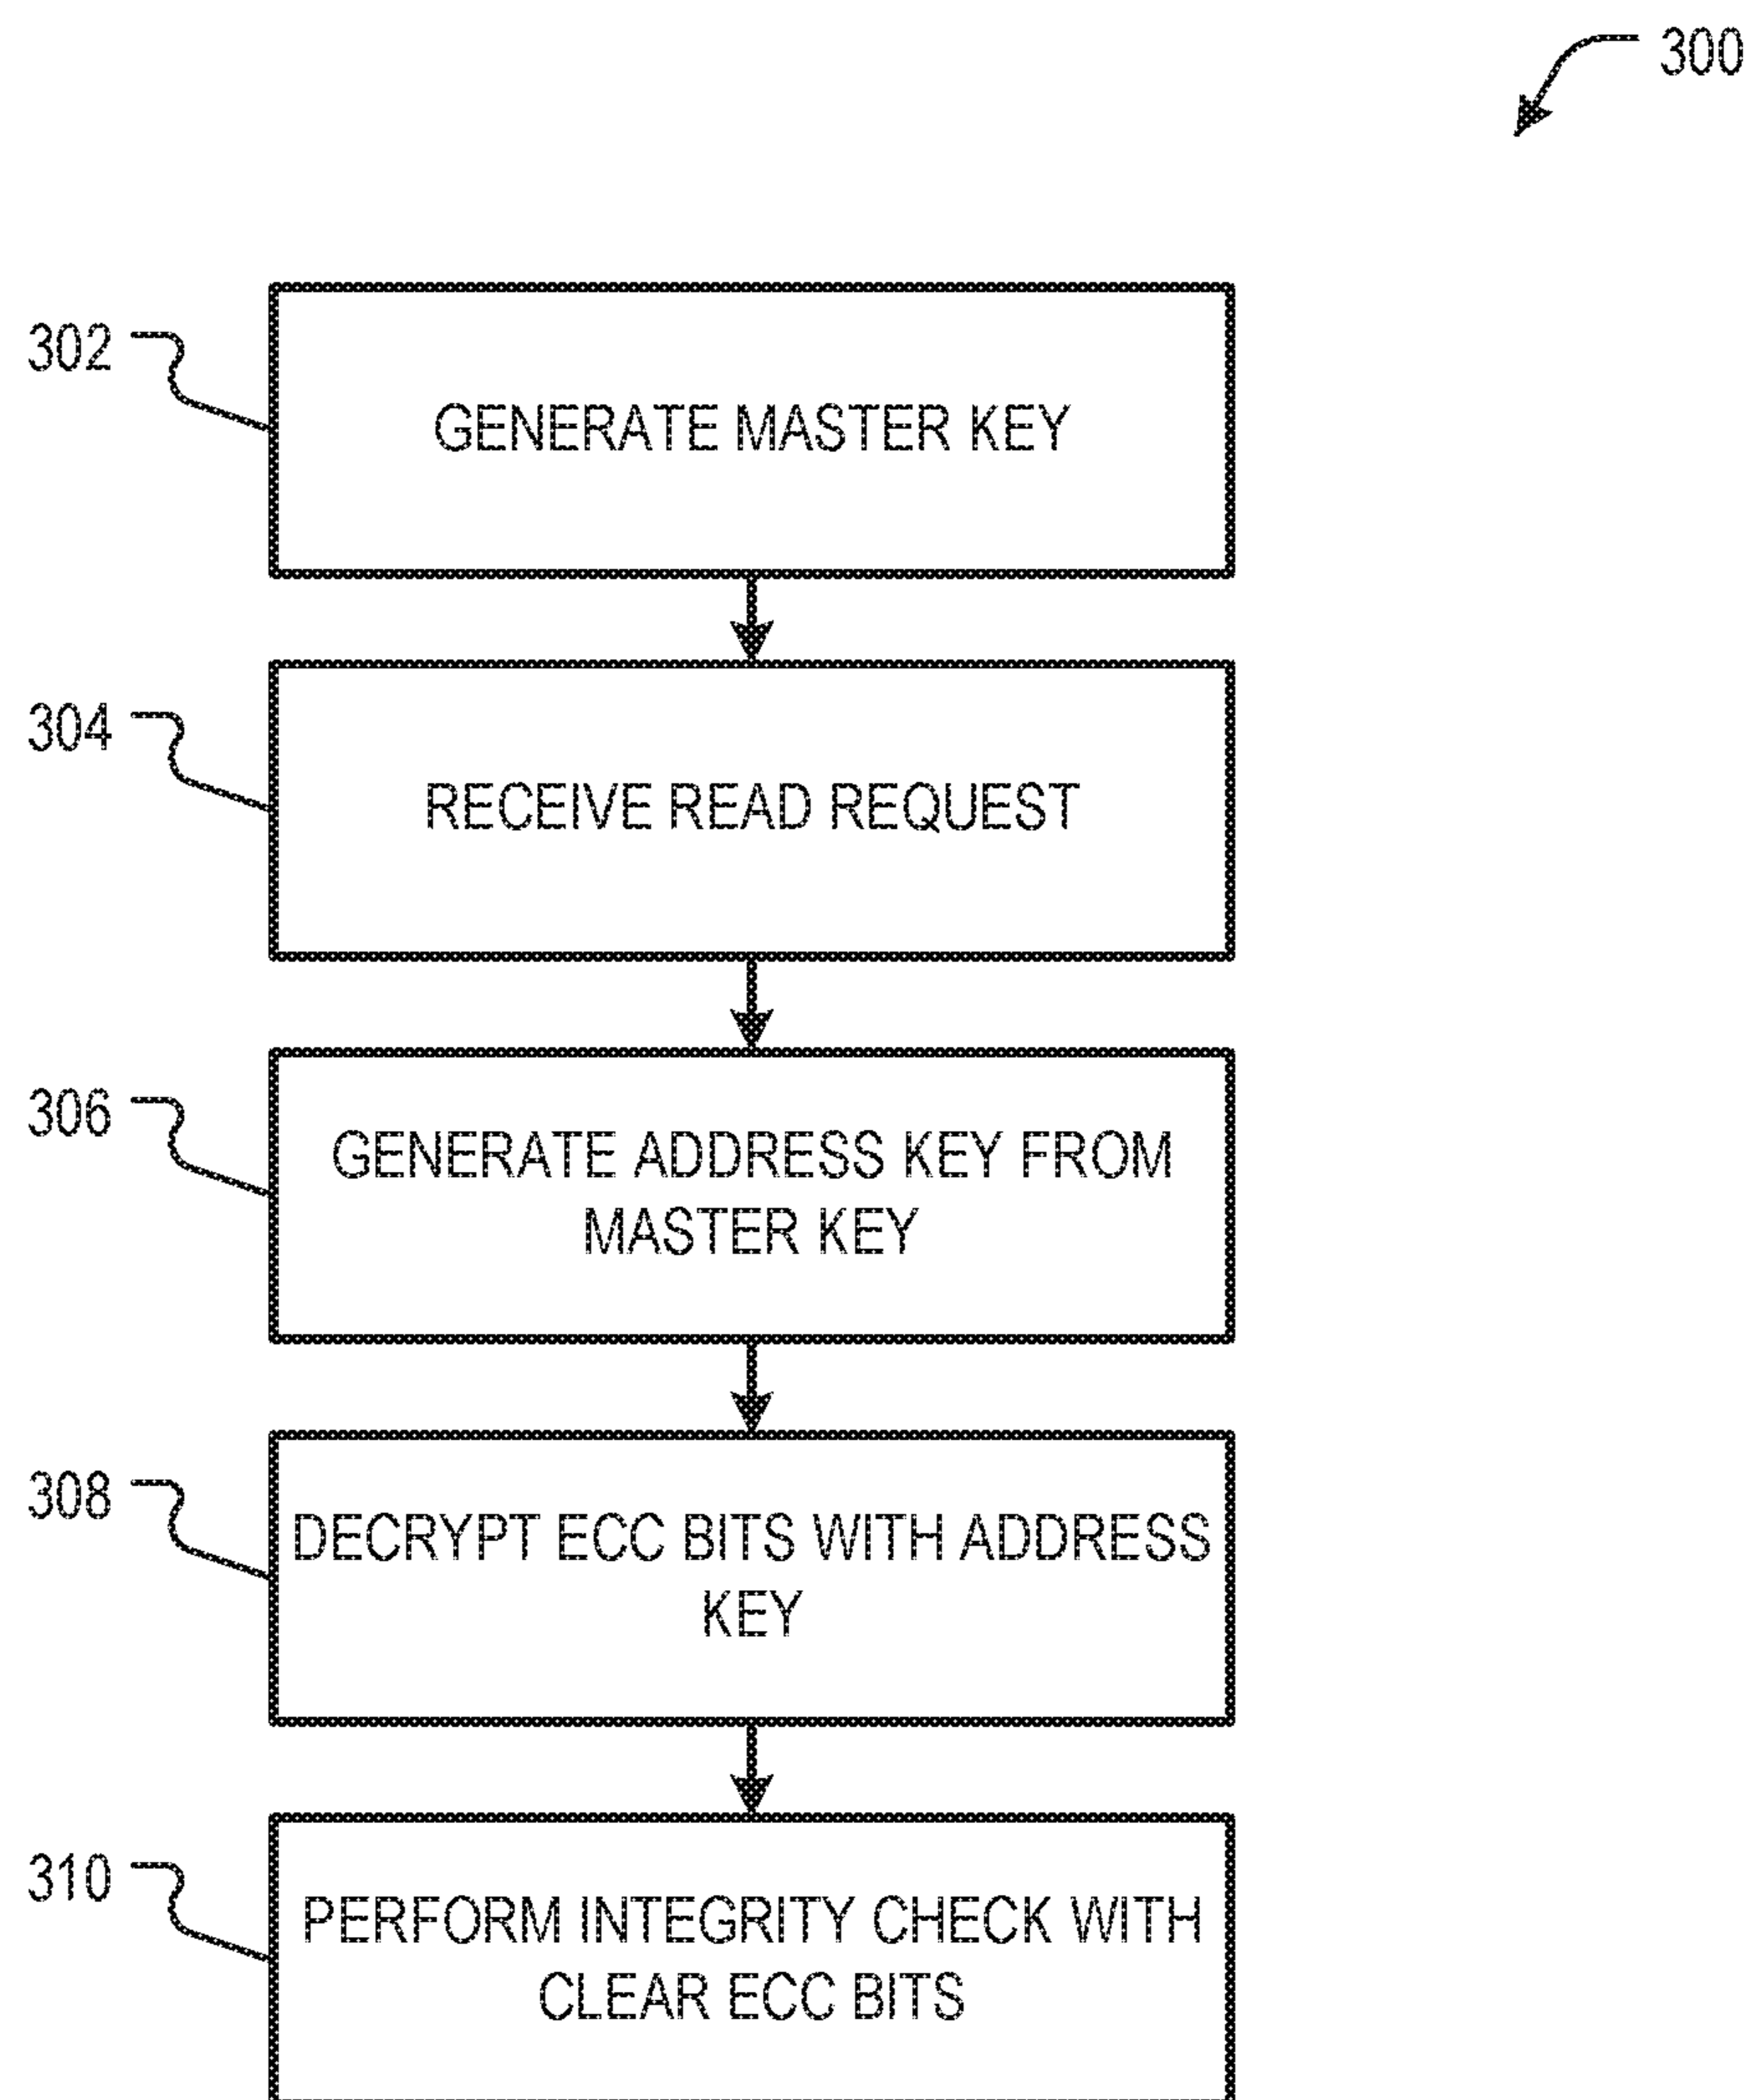 300
302
GENERATE MASTER KEY
304
RECEIVE READ REQUEST
306
GENERATE ADDRESS KEY FROM
MASTER KEY
308
DECRYPT ECC BITS WITH ADDRESS
KEY
310
PERFORM INTEGRITY CHECK WITH
CLEAR ECC BITS